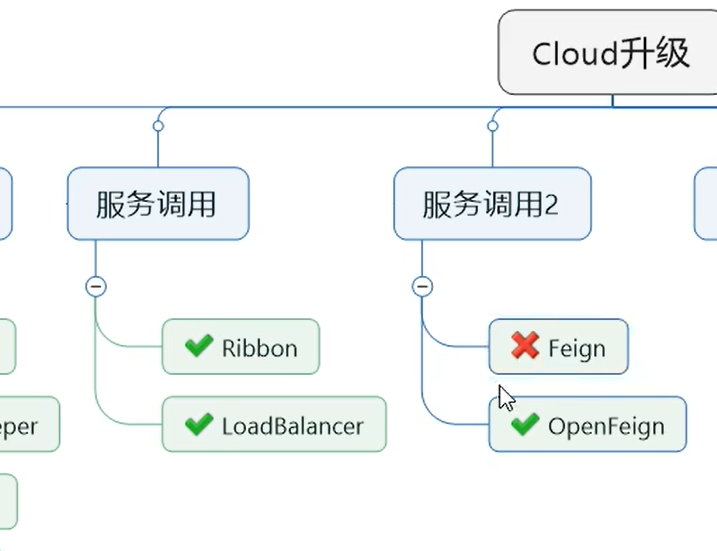 Cloud升级
服务调用
服务调用2
Ribbon
Feign
eper
LoadBalancer
OpenFeign